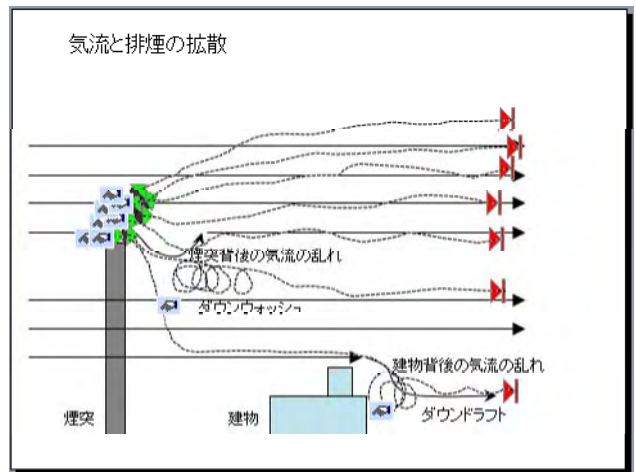 気流と排煙の拡散
煙突背後の気流の乱れ
ダウンウォッシュ
建物背後の気流の乱れ
煙突
建物
ダウンドラフト